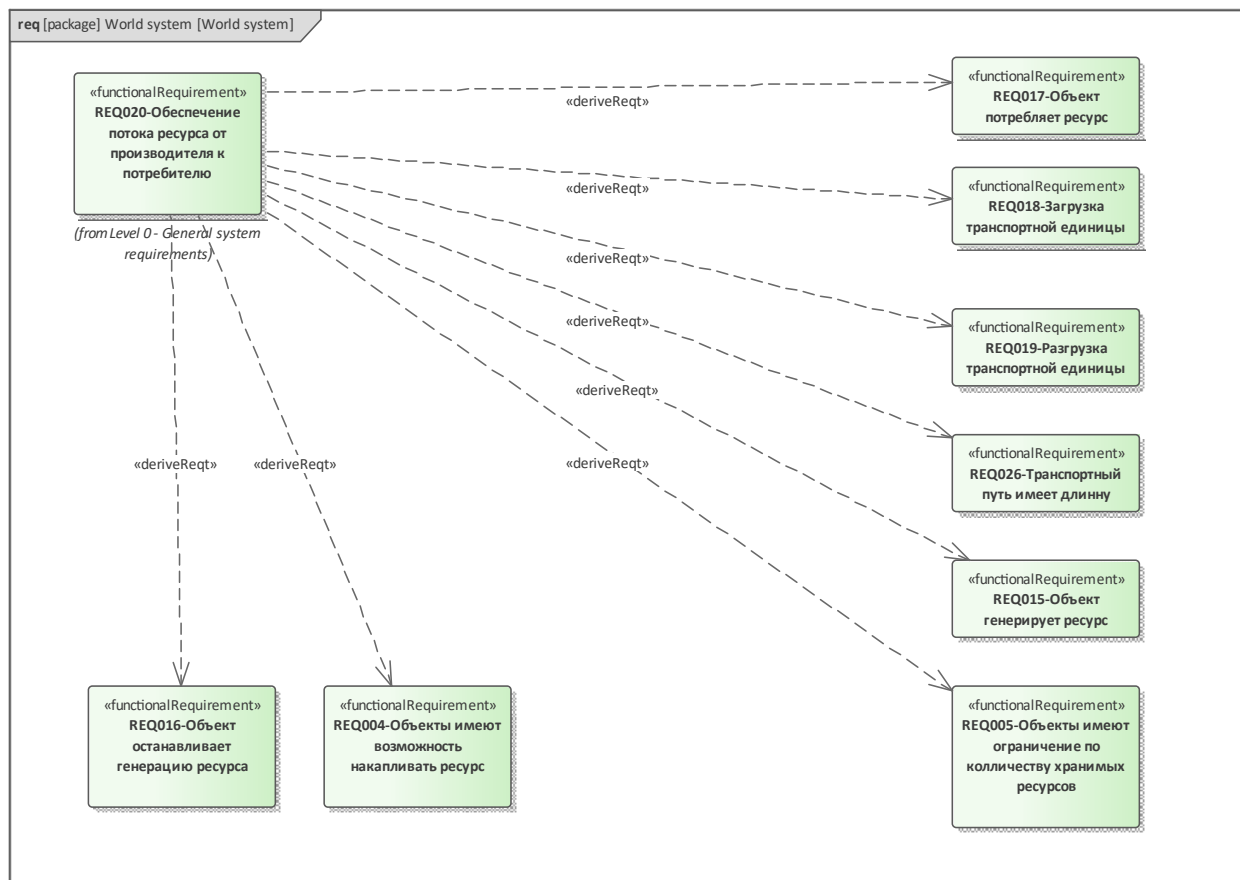 req [package] World system [World system]
«functionalRequirement»
REQ020-Обеспечение
потока ресурса от
производителя к
потребителю
(from Level 0 - General system
requirements)
«deriveReqt»
«functionalRequirement»
REQ017-Объект
потребляет ресурс
«deriveReqt»
«functionalRequirement»
REQ018-Загрузка
транспортной единицы
«deriveReqt»
«functionalRequirement»
REQ019-Разгрузка
транспортной единицы
«deriveReqt»
«functionalRequirement»
REQ026-Транспортный
путь имеет длинну
«deriveReqt»
«functionalRequirement»
REQ015-Объект
генерирует ресурс
«deriveReqt»
«deriveReqt»
«deriveReqt»
«functionalRequirement»
REQ016-Объект
останавливает
генерацию ресурса
«functionalRequirement»
REQ004-Объекты имеют
возможность
накапливать ресурс
«functionalRequirement»
REQ005-Объекты имеют
ограничение по
колличеству хранимых
ресурсов